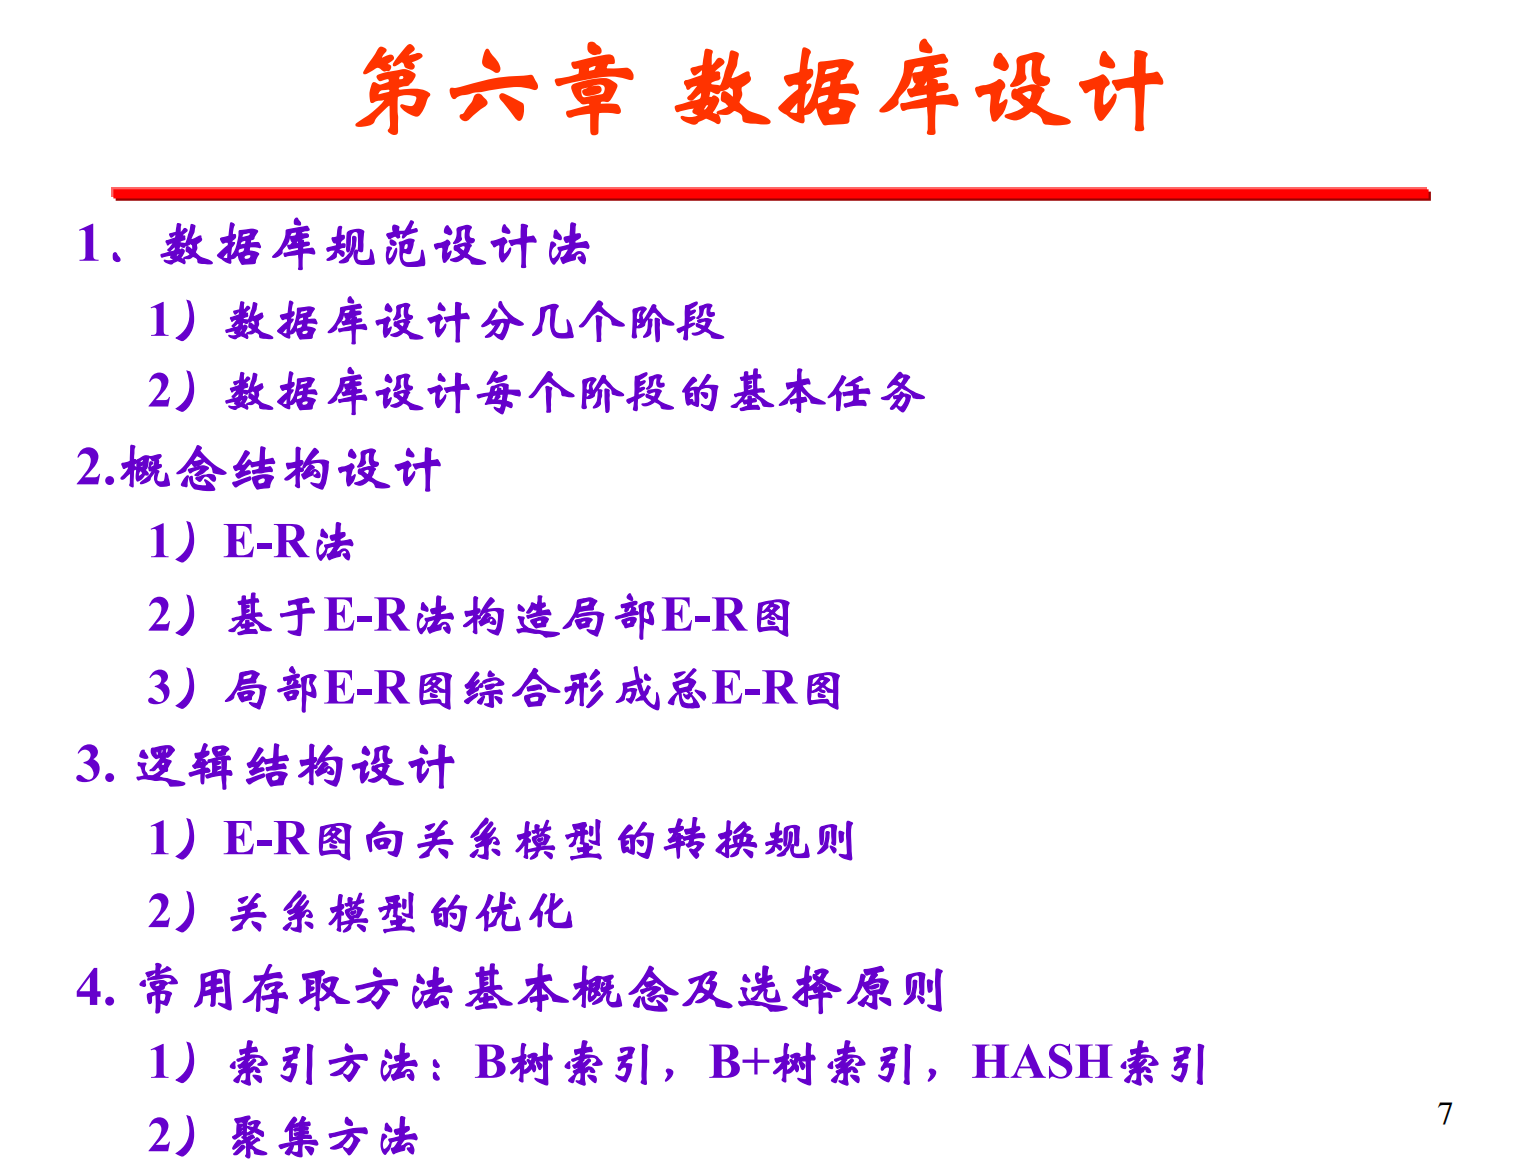 第六章 数据库设计
1、数据库规范设计法
1）数据库设计分几个阶段
2）数据库设计每个阶段的基本任务
2.概念结构设计
1）E-R法
2）基于E-R法构造局部E-R图
3）局部E-R图综合形成总E-R图
3. 逻辑结构设计
1）E-R图向关系模型的转换规则
2）关系模型的优化
4. 常用存取方法基本概念及选择原则
1）索引方法：B树索引，B+树索引，HASH索引
2）聚集方法
7